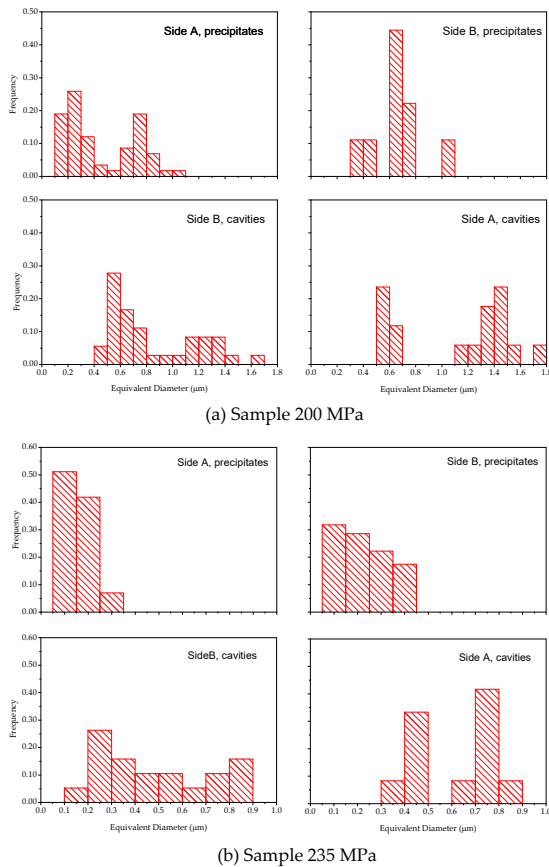 Side A, precipitates
Side B, precipitates
0.50
0.40
0.30
0.20
0.10
0.00
Frequency
Side B, cavities
Side A, cavities
0.50
0.40
0.30
0.20
0.10
0.00
Frequency
0.0 0.2 0.4 0.6 0.8 1.0 1.2 1.4 1.6 1.8
0.0 0.2 0.4 0.6 0.8 1.0 1.2 1.4 1.6 1.8
Equivalent Diameter (μm)
Equivalent Diameter (μm)
(a) Sample 200 MPa
Side A, precipitates
Side B, precipitates
0.60
0.50
0.40
0.30
0.20
0.10
0.00
Frequency
SideB, cavities
Side A, cavities
0.60
0.50
0.40
0.30
0.20
0.10
0.00
Frequency
0.0 0.1 0.2 0.3 0.4 0.5 0.6 0.7 0.8 0.9 1.0
0.0 0.1 0.2 0.3 0.4 0.5 0.6 0.7 0.8 0.9 1.0
Equivalent Diameter (μm)
Equivalent Diameter (μm)
(b) Sample 235 MPa